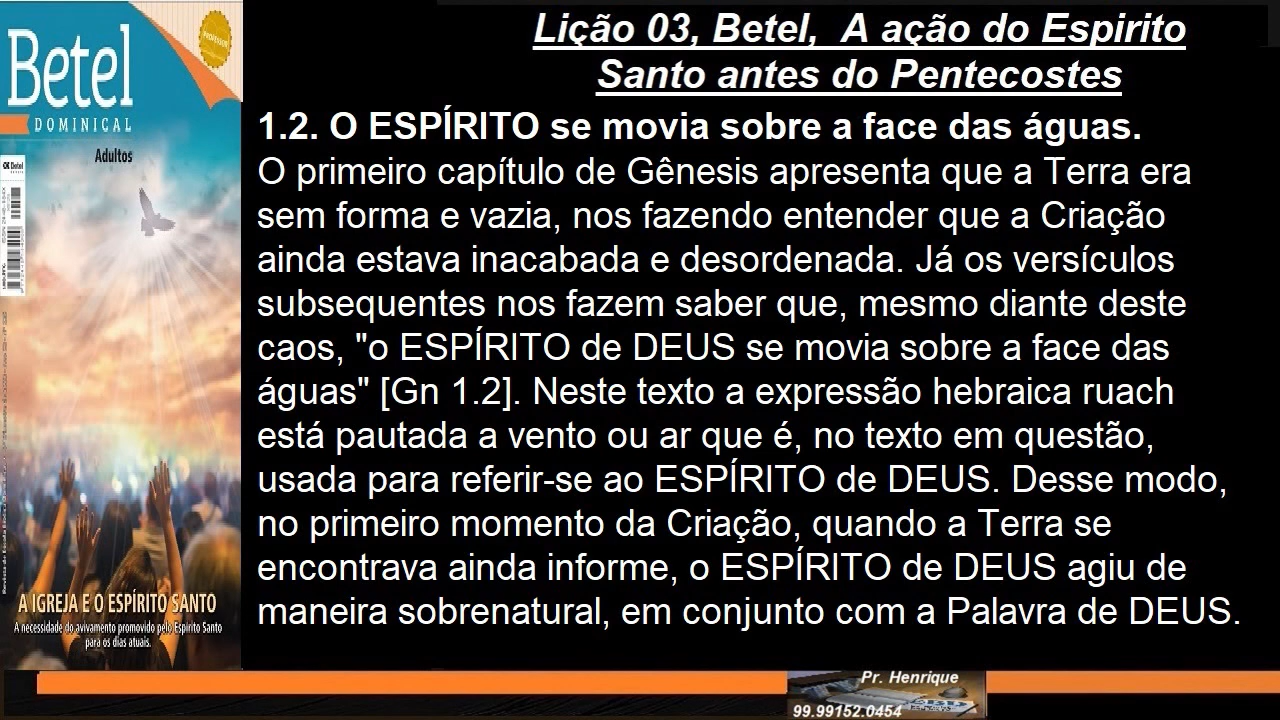 Lição 03, Betel, A ação do Espirito
Santo antes do Pentecostes
Betel
DOMINICAL
PROFESSOR
Adultos
Betel
1.2. O ESPÍRITO se movia sobre a face das águas.
O primeiro capítulo de Gênesis apresenta que a Terra era
sem forma e vazia, nos fazendo entender que a Criação
ainda estava inacabada e desordenada. Já os versículos
subsequentes nos fazem saber que, mesmo diante deste
caos, "o ESPÍRITO de DEUS se movia sobre a face das
águas" [Gn 1.2]. Neste texto a expressão hebraica ruach
está pautada a vento ou ar que é, no texto em questão,
usada para referir-se ao ESPÍRITO de DEUS. Desse modo,
no primeiro momento da Criação, quando a Terra se
encontrava ainda informe, o ESPÍRITO de DEUS agiu de
maneira sobrenatural, em conjunto com a Palavra de DEUS.
A IGREJA E O ESPÍRITO SANTO
A necessidade do avivamento promovido pelo Espírito Santo
para os dias atuais.
Pr. Henrique
99.99152.0454